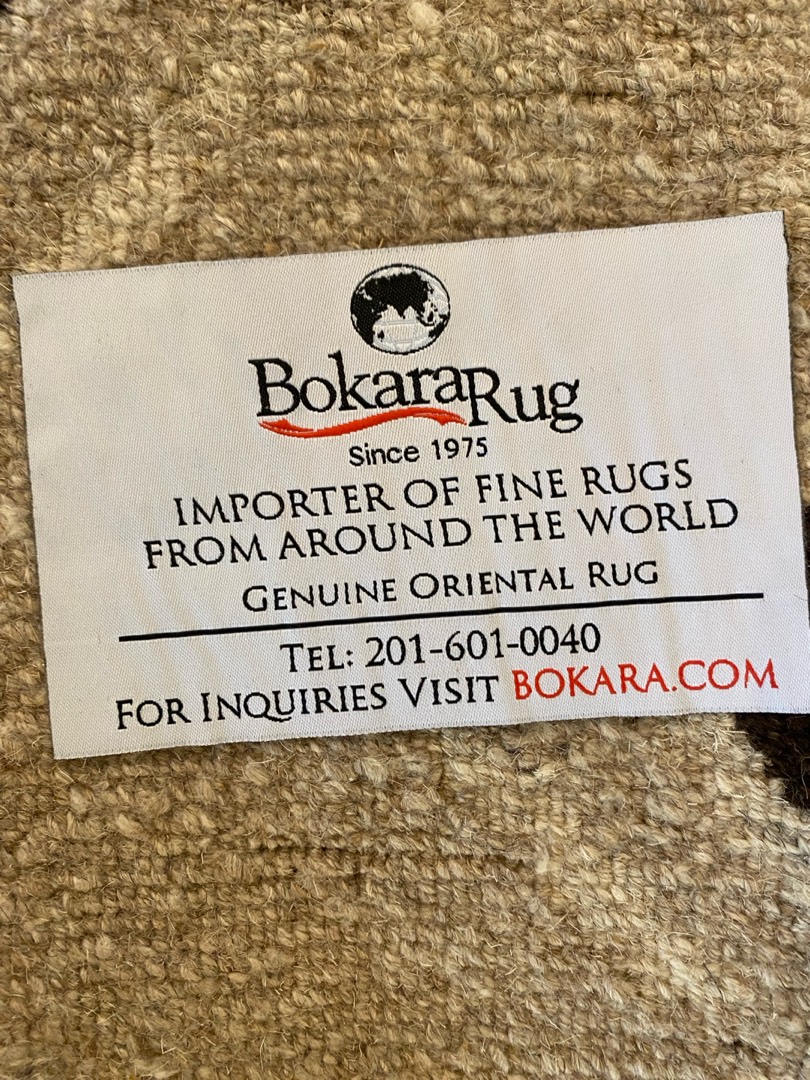 BokaraRug
Since 1975
IMPORTER OF FINE RUGS
FROM AROUND THE WORLD
GENUINE ORIENTAL RUG
TEL: 201-601-0040
FOR INQUIRIES VISIT BOKARA.COM